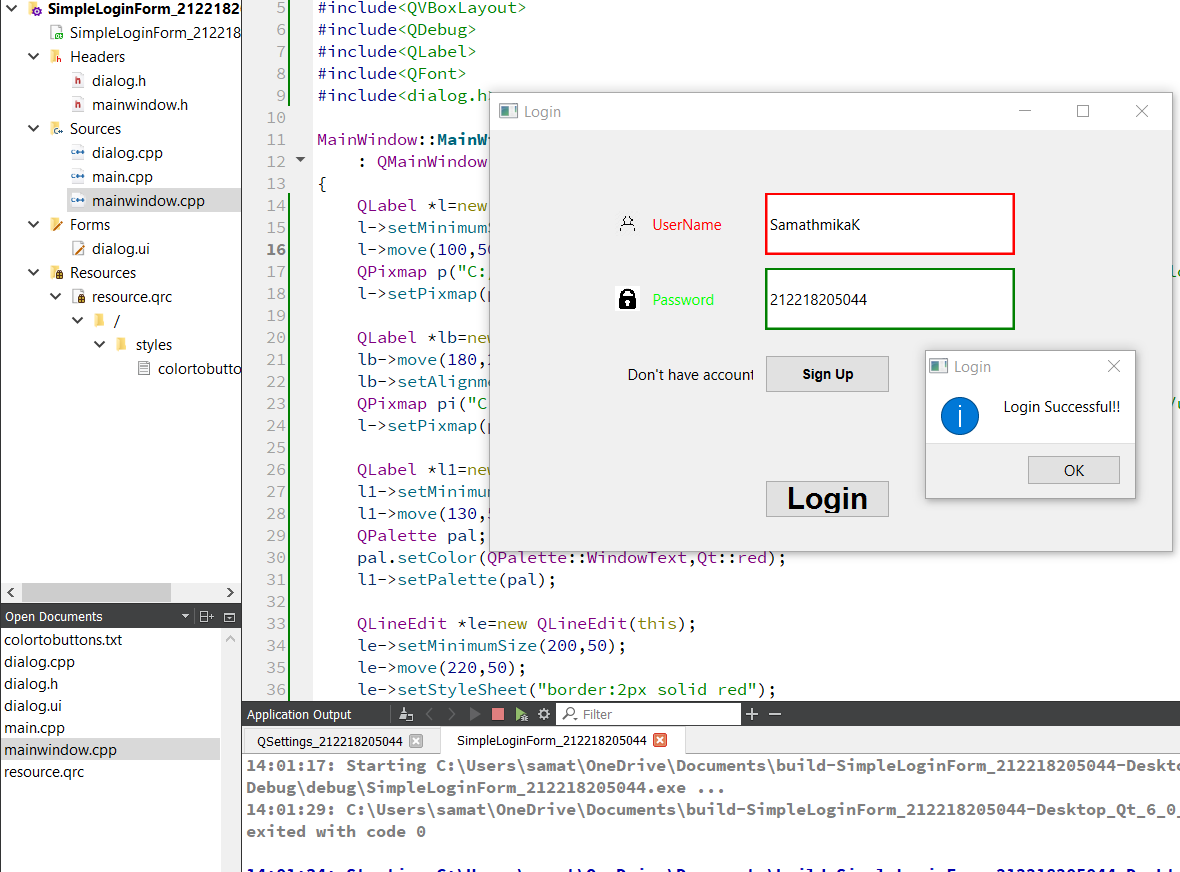 SimpleLoginForm_212218205
SimpleLoginForm_21221
Headers
dialog.h
mainwindow.h
Sources
dialog.cpp
main.cpp
mainwindow.cpp
Forms
dialog.ui
Resources
resource.qrc
/
styles
colortobutto
Open Documents
colortobuttons.txt
dialog.cpp
dialog.h
dialog.ui
main.cpp
mainwindow.cpp
resource.qrc
5 #include<QVBoxLayout>
6 #include<QDebug>
7 #include<QLabel>
8 #include<QFont>
9 #include<dialog.h>
10
11 MainWindow::MainWi
12 : QMainWindow
13 {
14 QLabel *l=new
15 l->setMinimumS
16 l->move(100,50
17 QPixmap p("C:
18 l->setPixmap(p
19
20 QLabel *lb=new
21 lb->move(180,
22 lb->setAlignme
23 QPixmap pi("C
24 l->setPixmap(p
25
26 QLabel *l1=new
27 l1->setMinimum
28 l1->move(130,5
29 QPalette pal;
30 pal.setColor(QPalette::WindowText,Qt::red);
31 l1->setPalette(pal);
32
33 QLineEdit *le=new QLineEdit(this);
34 le->setMinimumSize(200,50);
35 le->move(220,50);
36 le->setStyleSheet("border:2px solid red");
Login
UserName SamathmikaK
Password 212218205044
Don't have account Sign Up
Login
Login
Login Successful!!
OK
Application Output Filter
QSettings_212218205044 SimpleLoginForm_212218205044
14:01:17: Starting C:\Users\samat\OneDrive\Documents\build-SimpleLoginForm_212218205044-Deskto
Debug\debug\SimpleLoginForm_212218205044.exe ...
14:01:29: C:\Users\samat\OneDrive\Documents\build-SimpleLoginForm_212218205044-Desktop_Qt_6_0_
exited with code 0